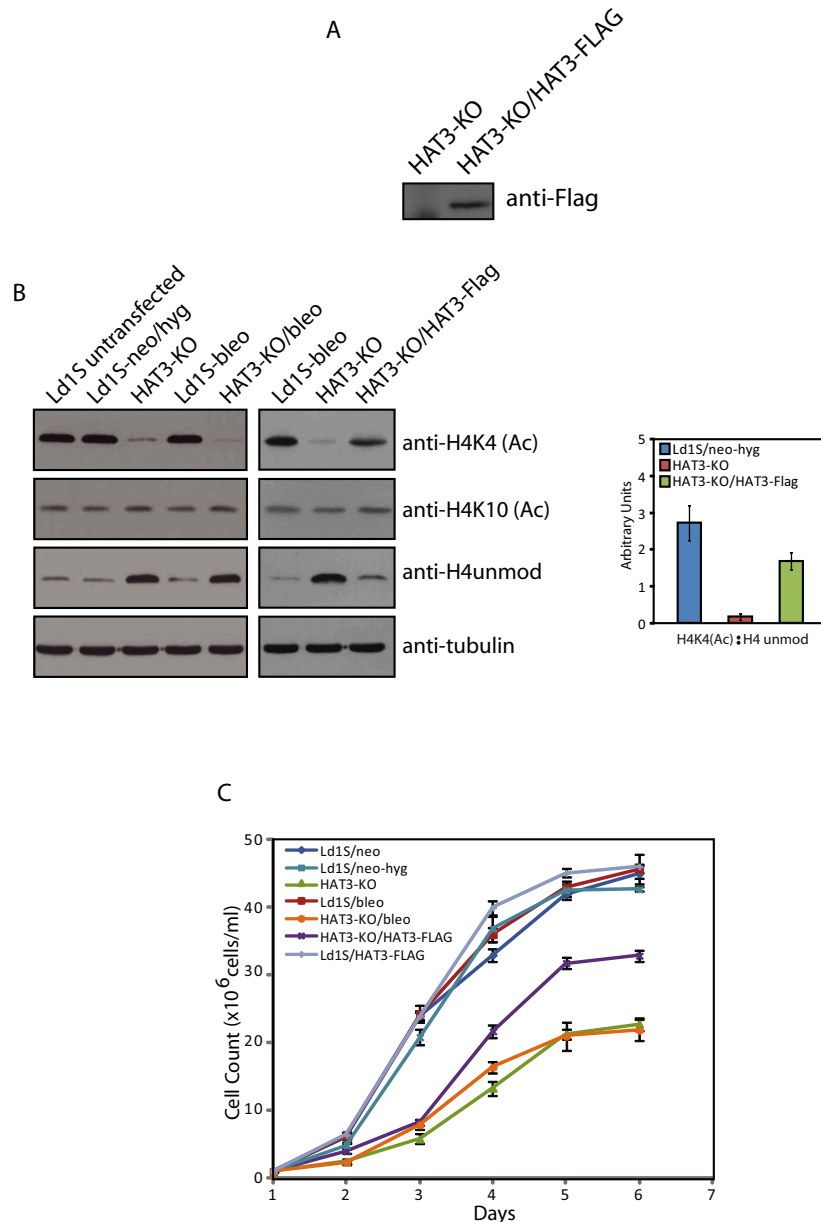 A
HAT3-KO
HAT3-KO/HAT3-FLAG
anti-Flag
B
Ld1S untransfected
Ld1S-neo/hyg
HAT3-KO
Ld1S-bleo
HAT3-KO/bleo
Ld1S-bleo
HAT3-KO
HAT3-KO/HAT3-Flag
anti-H4K4 (Ac)
anti-H4K10 (Ac)
anti-H4unmod
anti-tubulin
Arbitrary Units
5
4
3
2
1
0
Ld1S/neo-hyg
HAT3-KO
HAT3-KO/HAT3-Flag
H4K4(Ac):H4 unmod
C
Cell Count (x10⁶cells/ml)
50
40
30
20
10
0
Ld1S/neo
Ld1S/neo-hyg
HAT3-KO
Ld1S/bleo
HAT3-KO/bleo
HAT3-KO/HAT3-FLAG
Ld1S/HAT3-FLAG
1 2 3 4 5 6 7
Days